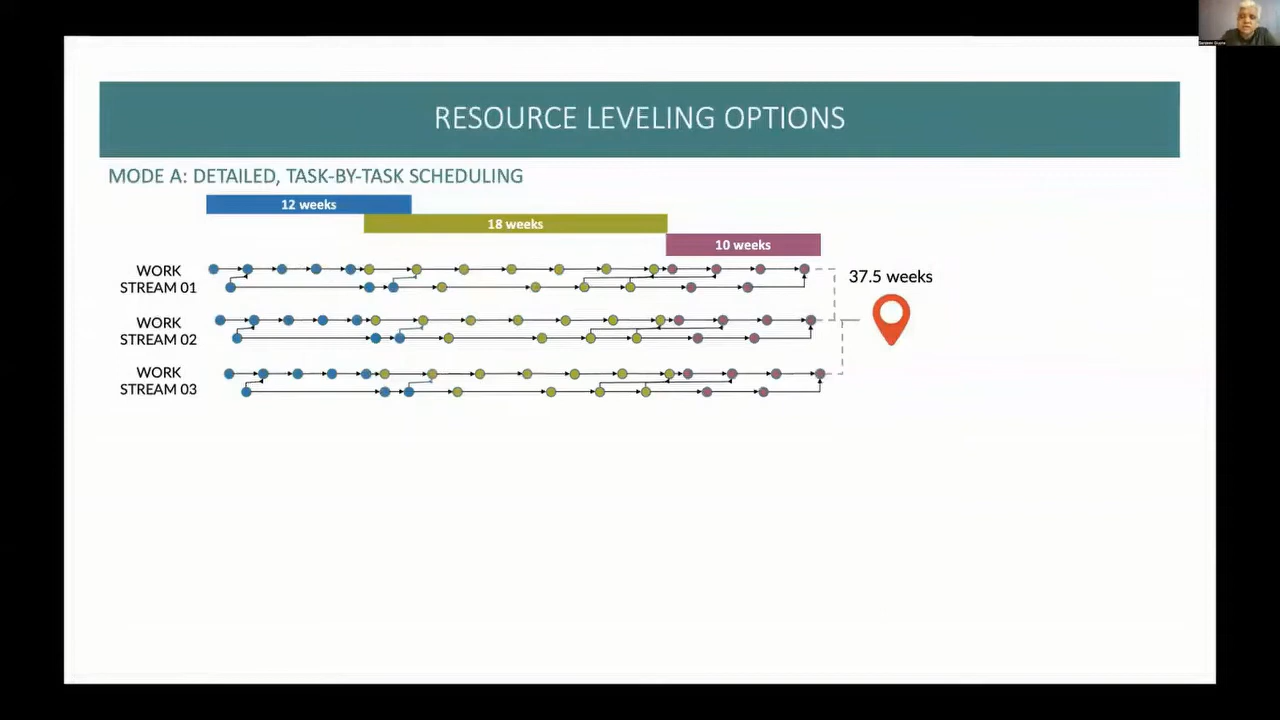 RESOURCE LEVELING OPTIONS
MODE A: DETAILED, TASK-BY-TASK SCHEDULING
12 weeks
18 weeks
10 weeks
WORK
STREAM 01
37.5 weeks
WORK
STREAM 02
WORK
STREAM 03